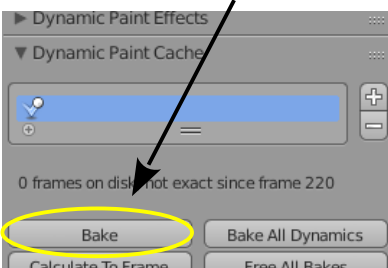 Dynamic Paint Effects
Dynamic Paint Cache
0 frames on disk, not exact since frame 220
Bake
Bake All Dynamics
Calculate To Frame
Free All Bakes